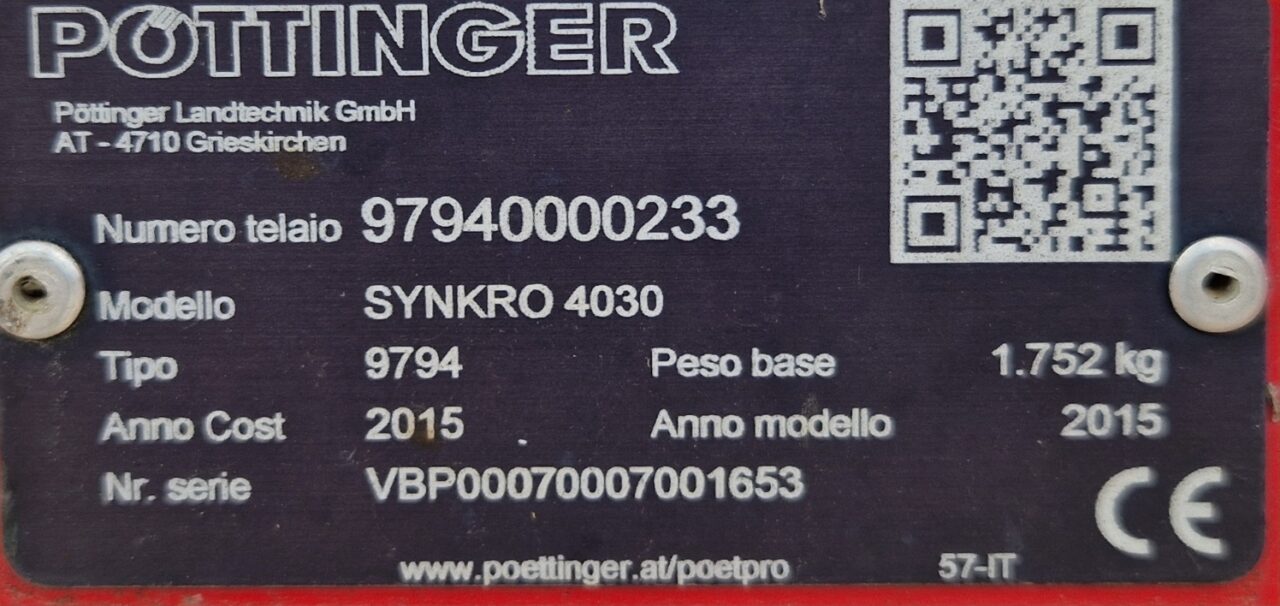 PÖTTINGER
Pöttinger Landtechnik GmbH
AT - 4710 Grieskirchen
Numero telaio 97940000233
Modello SYNKRO 4030
Tipo 9794 Peso base 1.752 kg
Anno Cost 2015 Anno modello 2015
Nr. serie VBP00070007001653
CE
www.poettinger.at/poetpro 57-IT